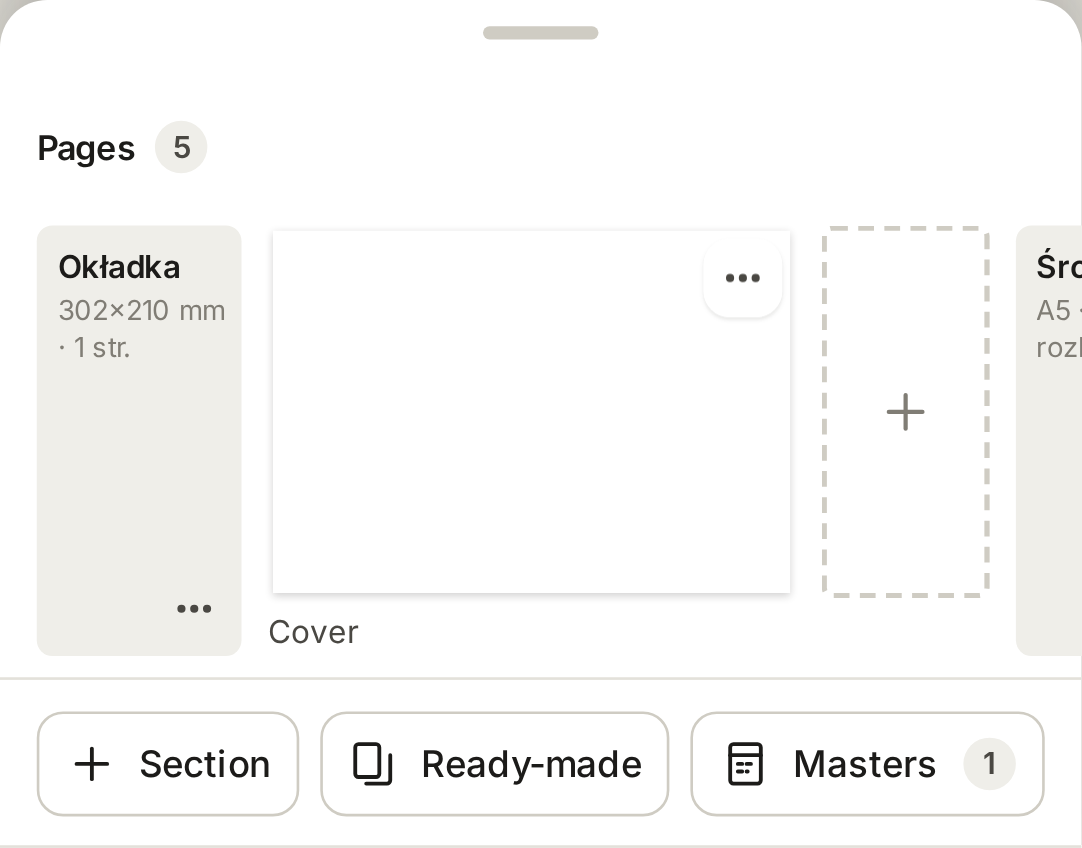 Pages 5
Okładka
302×210 mm
· 1 str.
A5 ·
Cover
Section
Ready-made
Masters 1